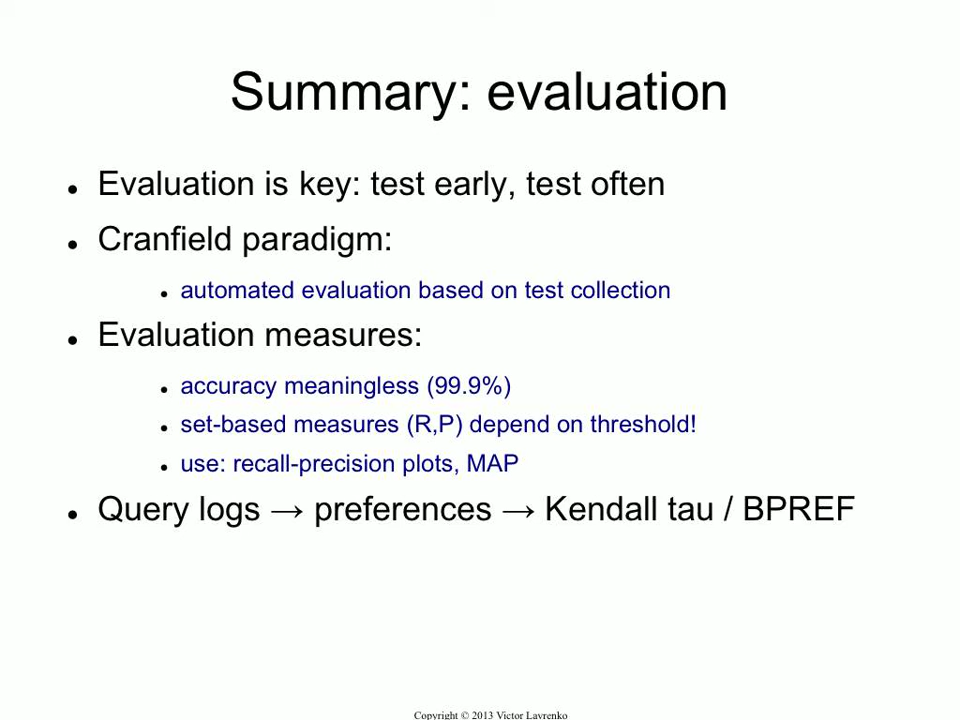 Summary: evaluation
Evaluation is key: test early, test often
Cranfield paradigm:
automated evaluation based on test collection
Evaluation measures:
accuracy meaningless (99.9%)
set-based measures (R,P) depend on threshold!
use: recall-precision plots, MAP
Query logs → preferences → Kendall tau / BPREF
Copyright © 2013 Victor Lavrenko